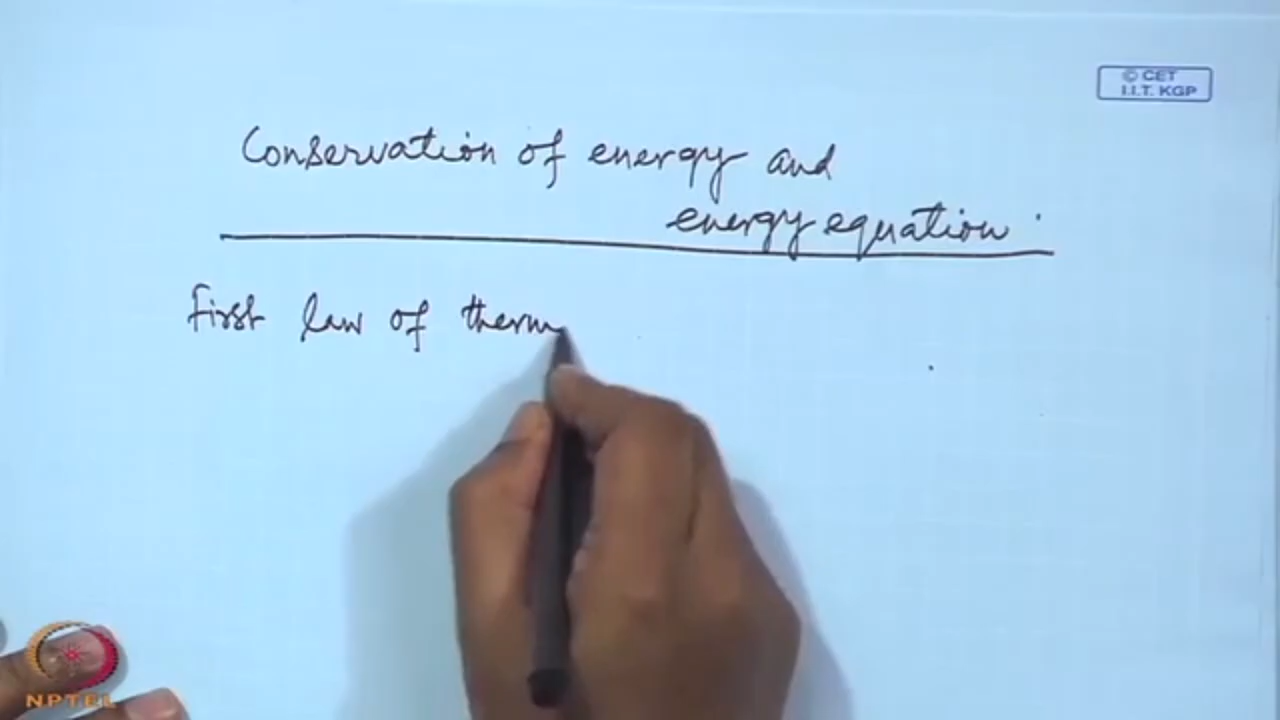 © CET
I.I.T. KGP
Conservation of energy and
energy equation.
First law of therm
NPTEL